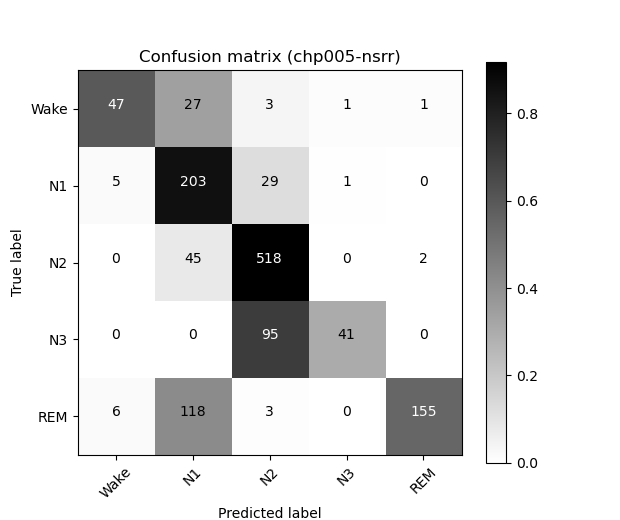 Confusion matrix (chp005-nsrr)
Wake 47 27 3 1 1
N1 5 203 29 1 0
N2 0 45 518 0 2
N3 0 0 95 41 0
REM 6 118 3 0 155
Wake N1 N2 N3 REM
Predicted label
True label
0.8
0.6
0.4
0.2
0.0